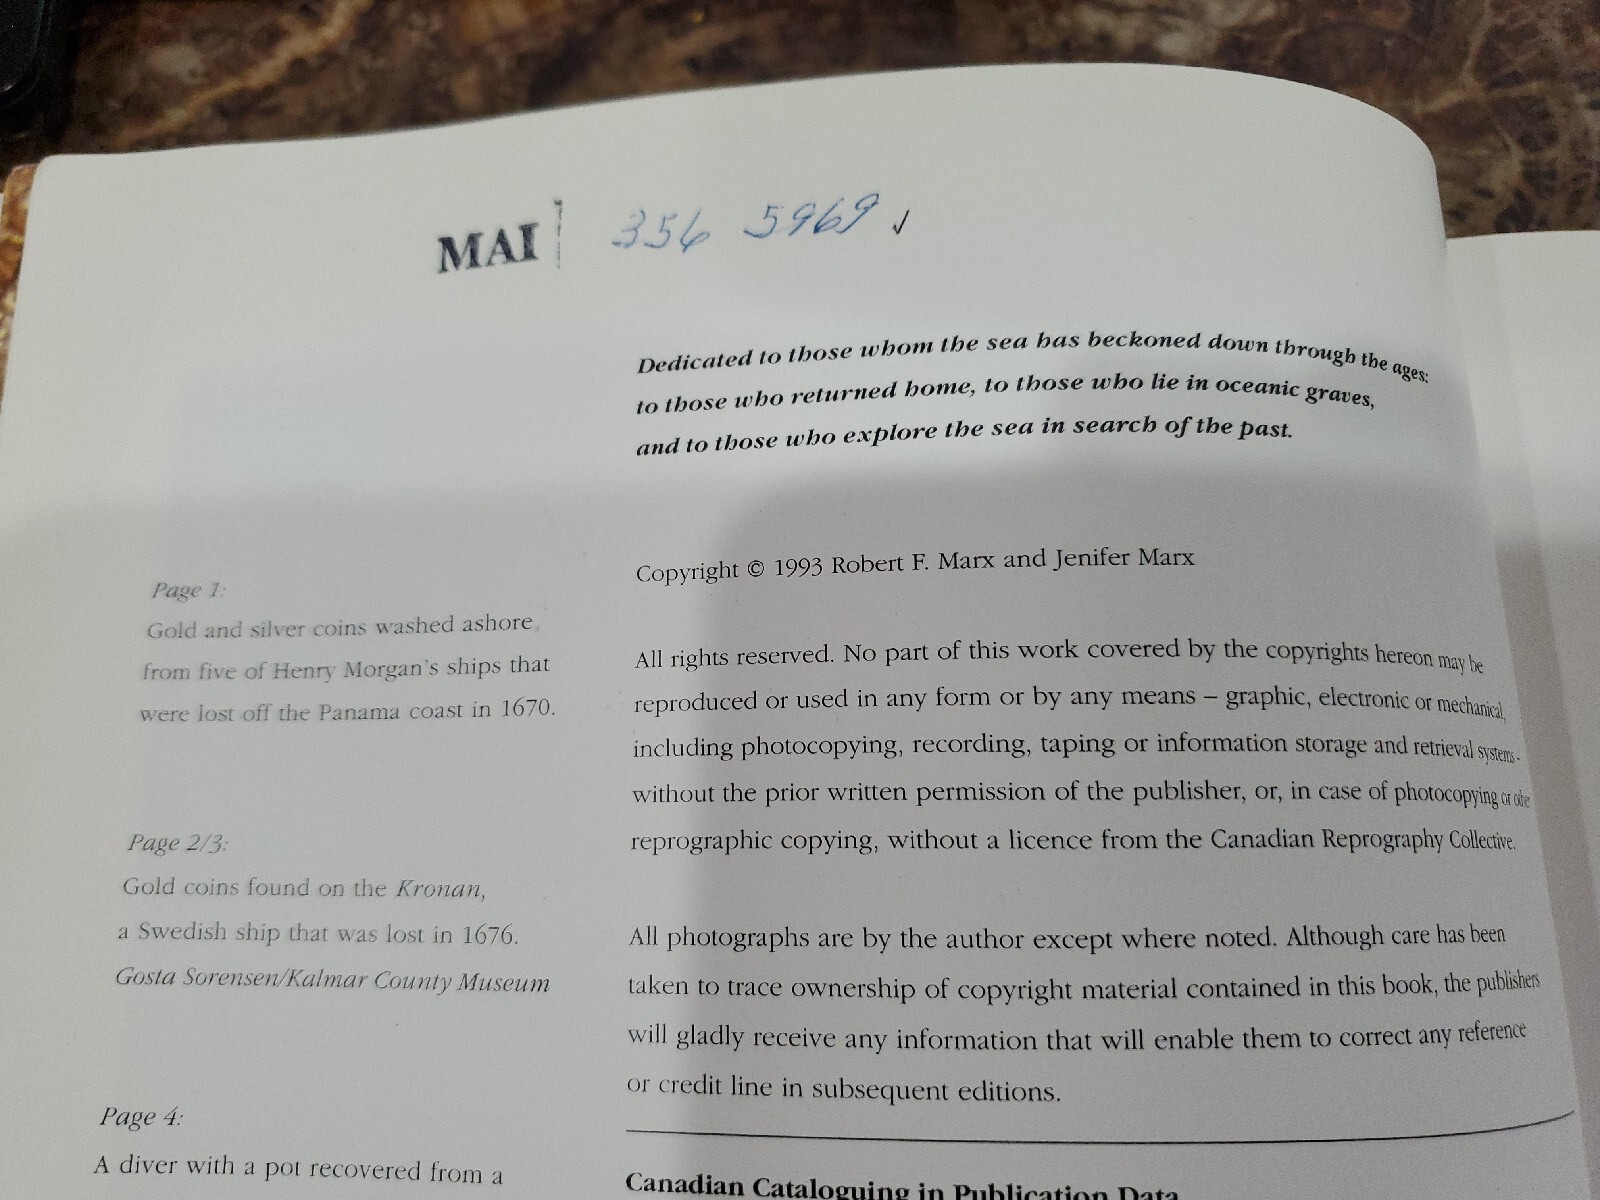 MAI 356 5969
Dedicated to those whom the sea has beckoned down through the ages:
to those who returned home, to those who lie in oceanic graves,
and to those who explore the sea in search of the past.
Copyright © 1993 Robert F. Marx and Jenifer Marx
All rights reserved. No part of this work covered by the copyrights hereon may be
reproduced or used in any form or by any means – graphic, electronic or mechanical,
including photocopying, recording, taping or information storage and retrieval systems –
without the prior written permission of the publisher, or, in case of photocopying or other
reprographic copying, without a licence from the Canadian Reprography Collective.
All photographs are by the author except where noted. Although care has been
taken to trace ownership of copyright material contained in this book, the publishers
will gladly receive any information that will enable them to correct any reference
or credit line in subsequent editions.
Canadian Cataloguing in Publication Data
Page 1:
Gold and silver coins washed ashore
from five of Henry Morgan's ships that
were lost off the Panama coast in 1670.
Page 2/3:
Gold coins found on the Kronan,
a Swedish ship that was lost in 1676.
Gosta Sorensen/Kalmar County Museum
Page 4:
A diver with a pot recovered from a